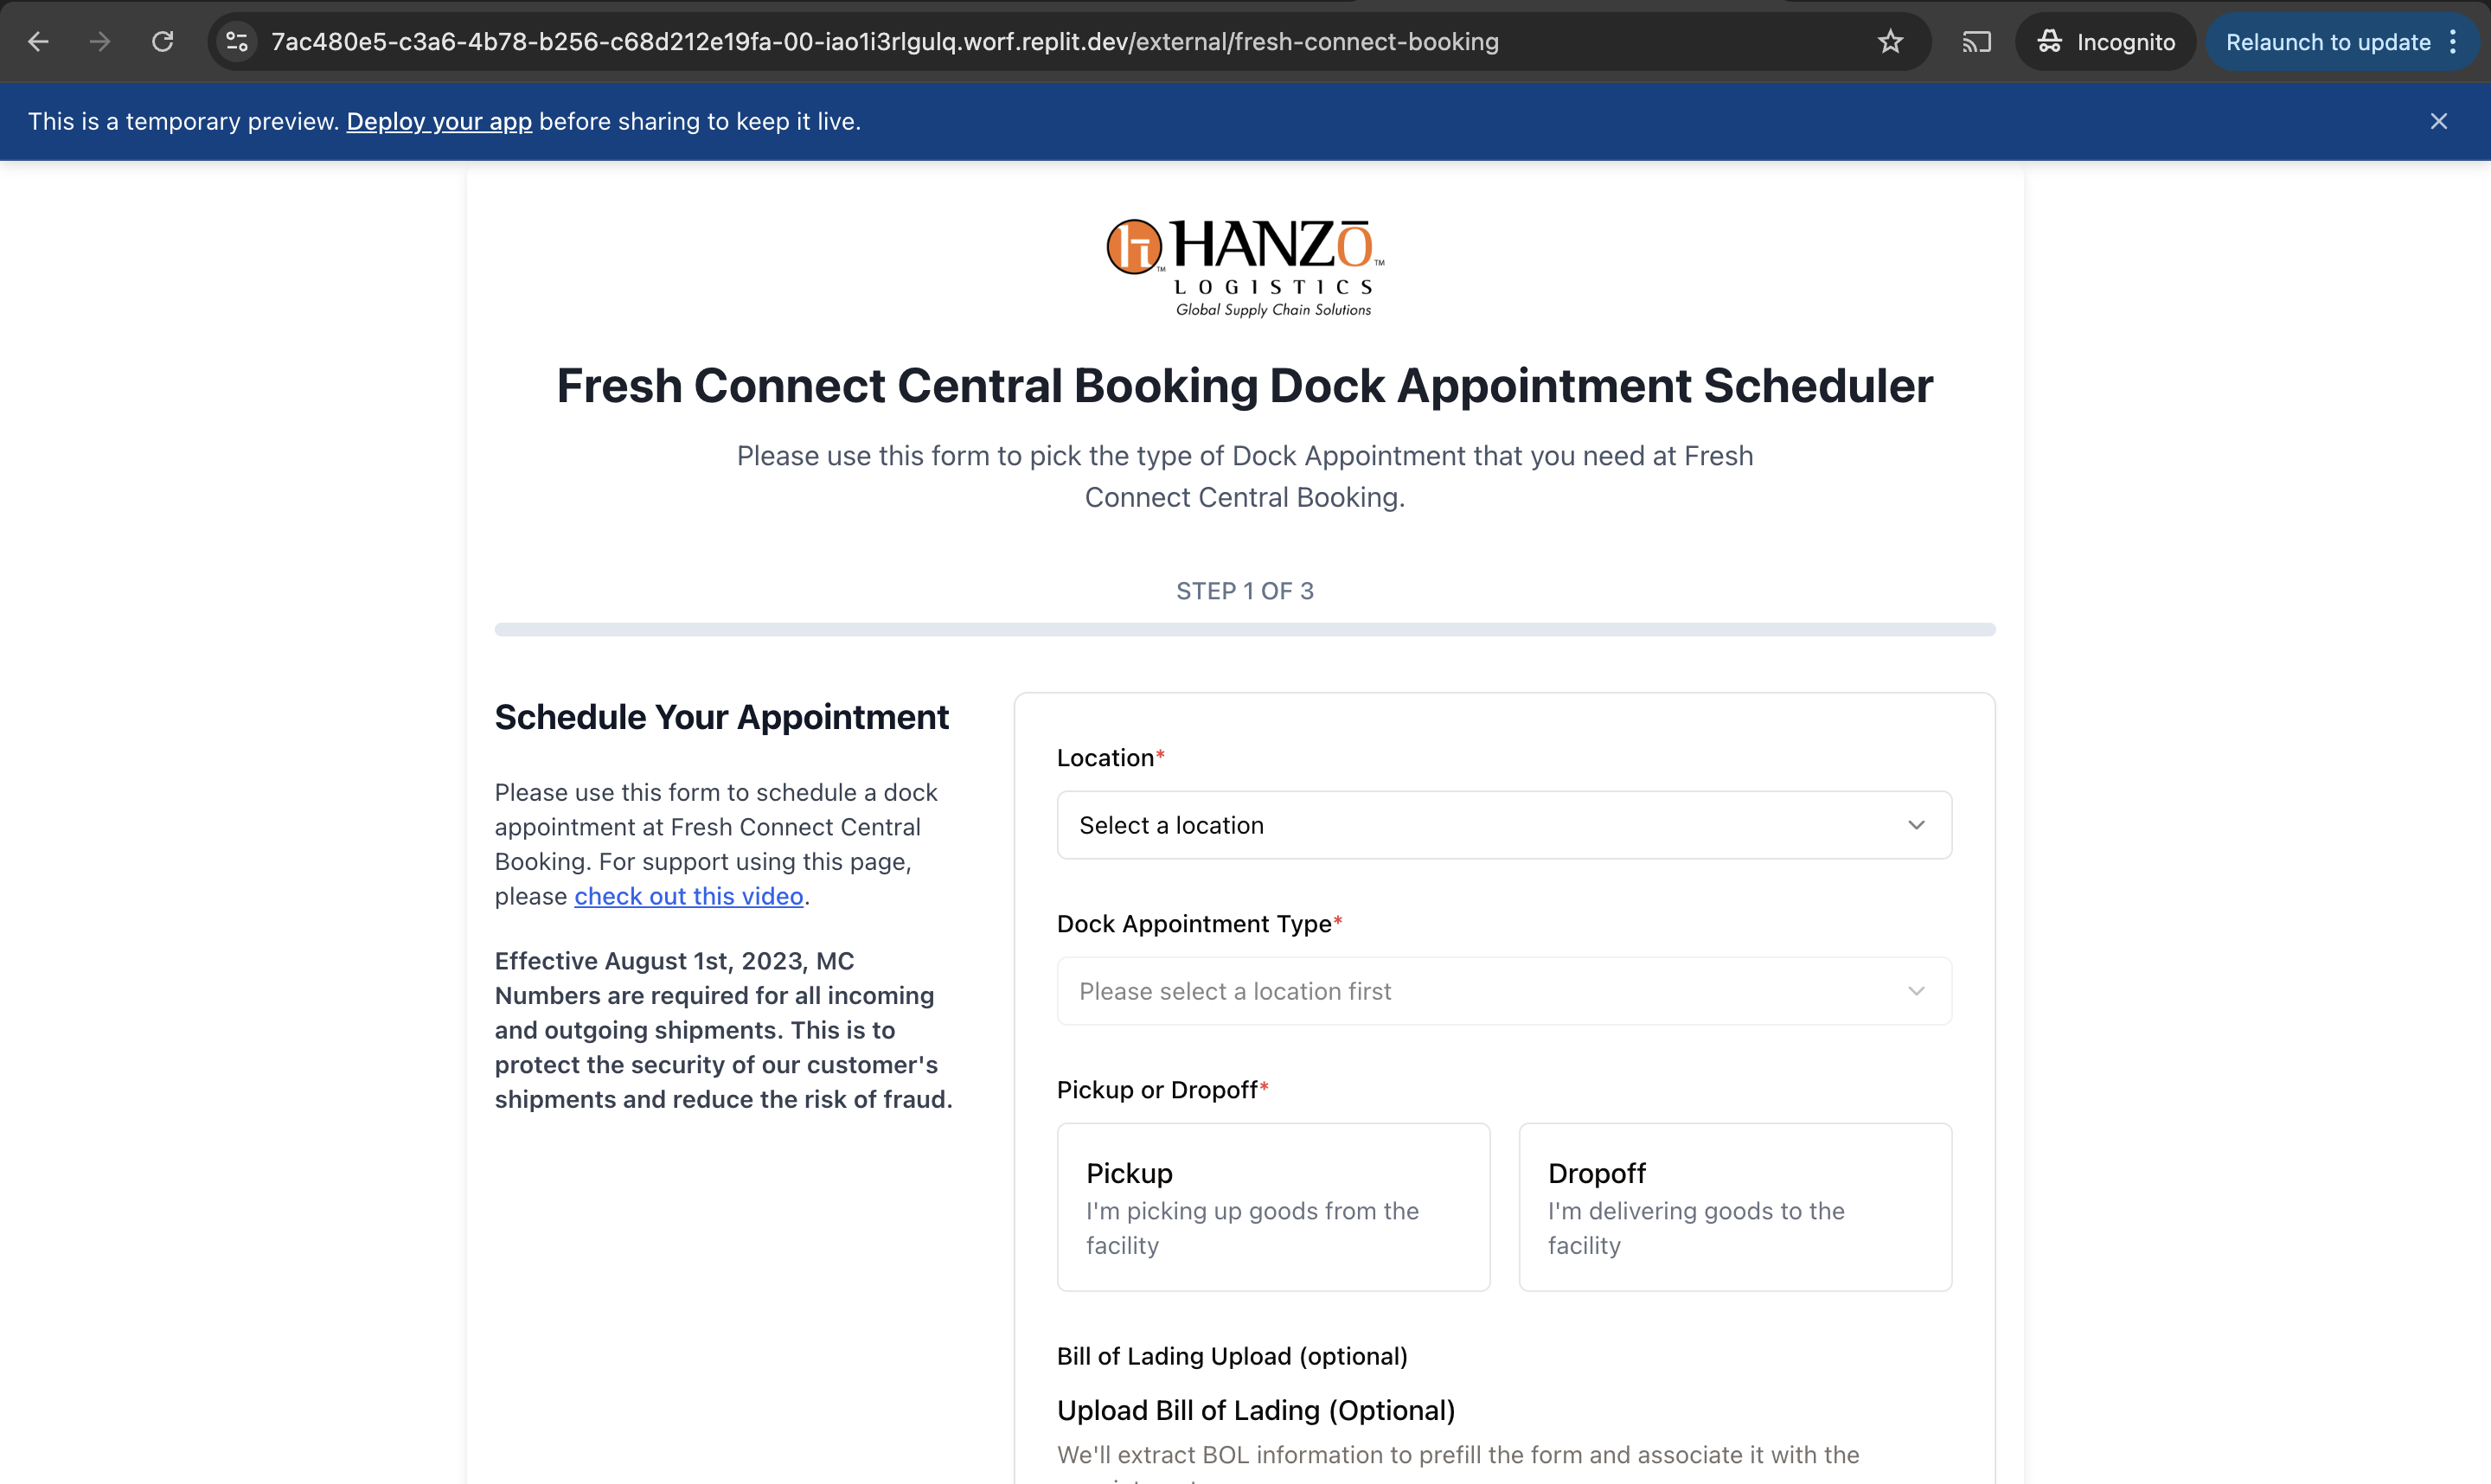 7ac480e5-c3a6-4b78-b256-c68d212e19fa-00-iao1i3rlgulq.worf.replit.dev/external/fresh-connect-booking
Incognito
Relaunch to update
This is a temporary preview. Deploy your app before sharing to keep it live.
HANZŌ™
LOGISTICS
Global Supply Chain Solutions
Fresh Connect Central Booking Dock Appointment Scheduler
Please use this form to pick the type of Dock Appointment that you need at Fresh
Connect Central Booking.
STEP 1 OF 3
Schedule Your Appointment
Please use this form to schedule a dock
appointment at Fresh Connect Central
Booking. For support using this page,
please check out this video.
Effective August 1st, 2023, MC
Numbers are required for all incoming
and outgoing shipments. This is to
protect the security of our customer's
shipments and reduce the risk of fraud.
Location*
Select a location
Dock Appointment Type*
Please select a location first
Pickup or Dropoff*
Pickup
I'm picking up goods from the
facility
Dropoff
I'm delivering goods to the
facility
Bill of Lading Upload (optional)
Upload Bill of Lading (Optional)
We'll extract BOL information to prefill the form and associate it with the